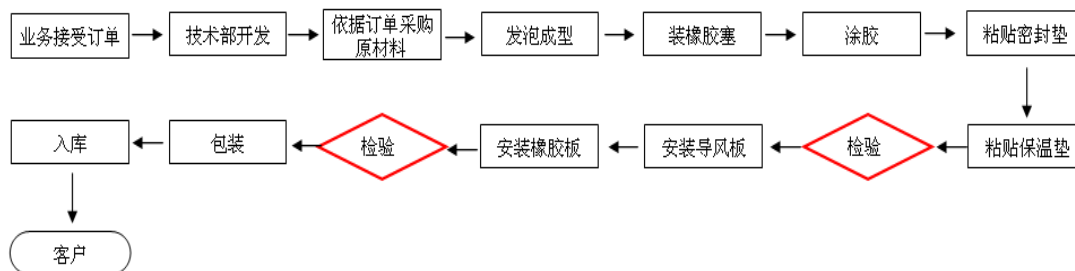 业务接受订单
技术部开发
依据订单采购
原材料
发泡成型
装橡胶塞
涂胶
粘贴密封垫
粘贴保温垫
检验
安装导风板
安装橡胶板
检验
包装
入库
客户